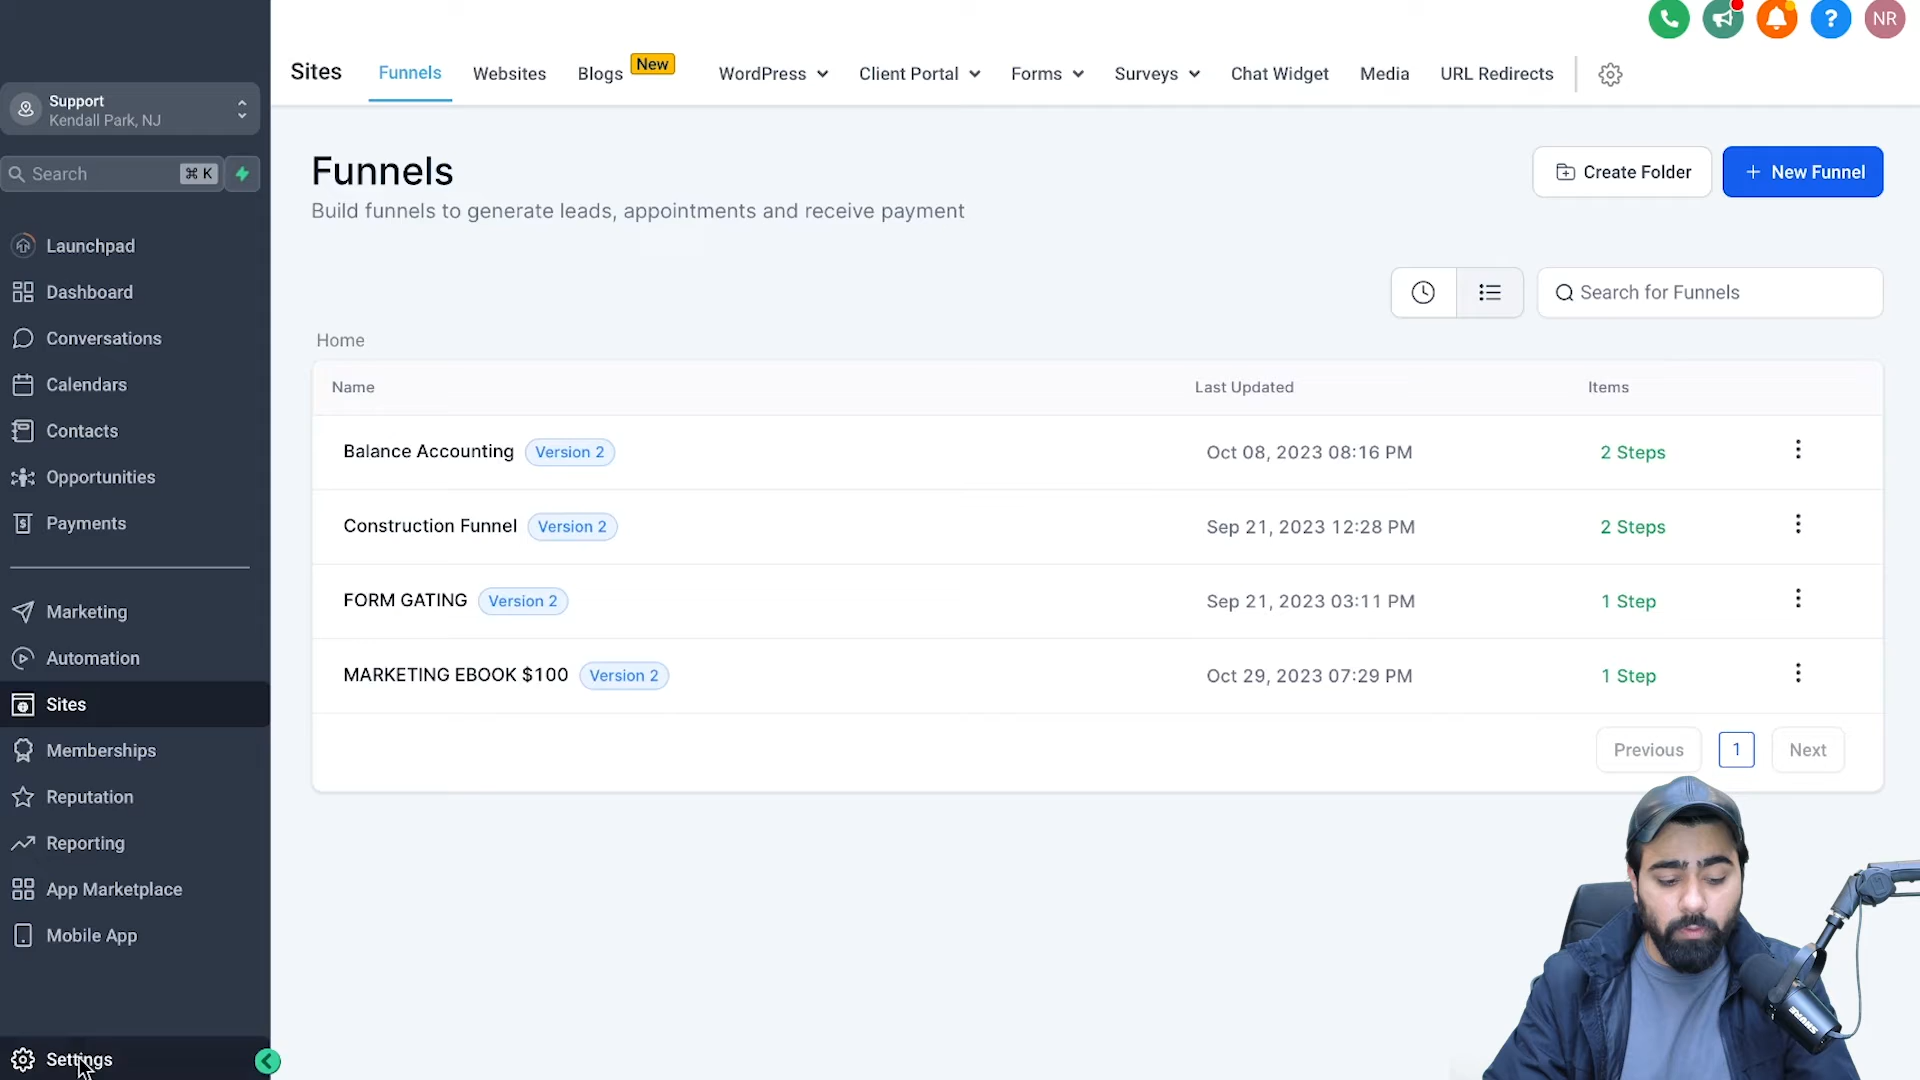 NR
Sites
Funnels
Websites
Blogs
New
WordPress
Client Portal
Forms
Surveys
Chat Widget
Media
URL Redirects
Support
Kendall Park, NJ
Search
⌘ K
Launchpad
Dashboard
Conversations
Calendars
Contacts
Opportunities
Payments
Marketing
Automation
Sites
Memberships
Reputation
Reporting
App Marketplace
Mobile App
Settings
Funnels
Build funnels to generate leads, appointments and receive payment
Create Folder
+ New Funnel
Search for Funnels
Home
Name Last Updated Items
Balance Accounting Version 2 Oct 08, 2023 08:16 PM 2 Steps
Construction Funnel Version 2 Sep 21, 2023 12:28 PM 2 Steps
FORM GATING Version 2 Sep 21, 2023 03:11 PM 1 Step
MARKETING EBOOK $100 Version 2 Oct 29, 2023 07:29 PM 1 Step
Previous 1 Next
SHURE